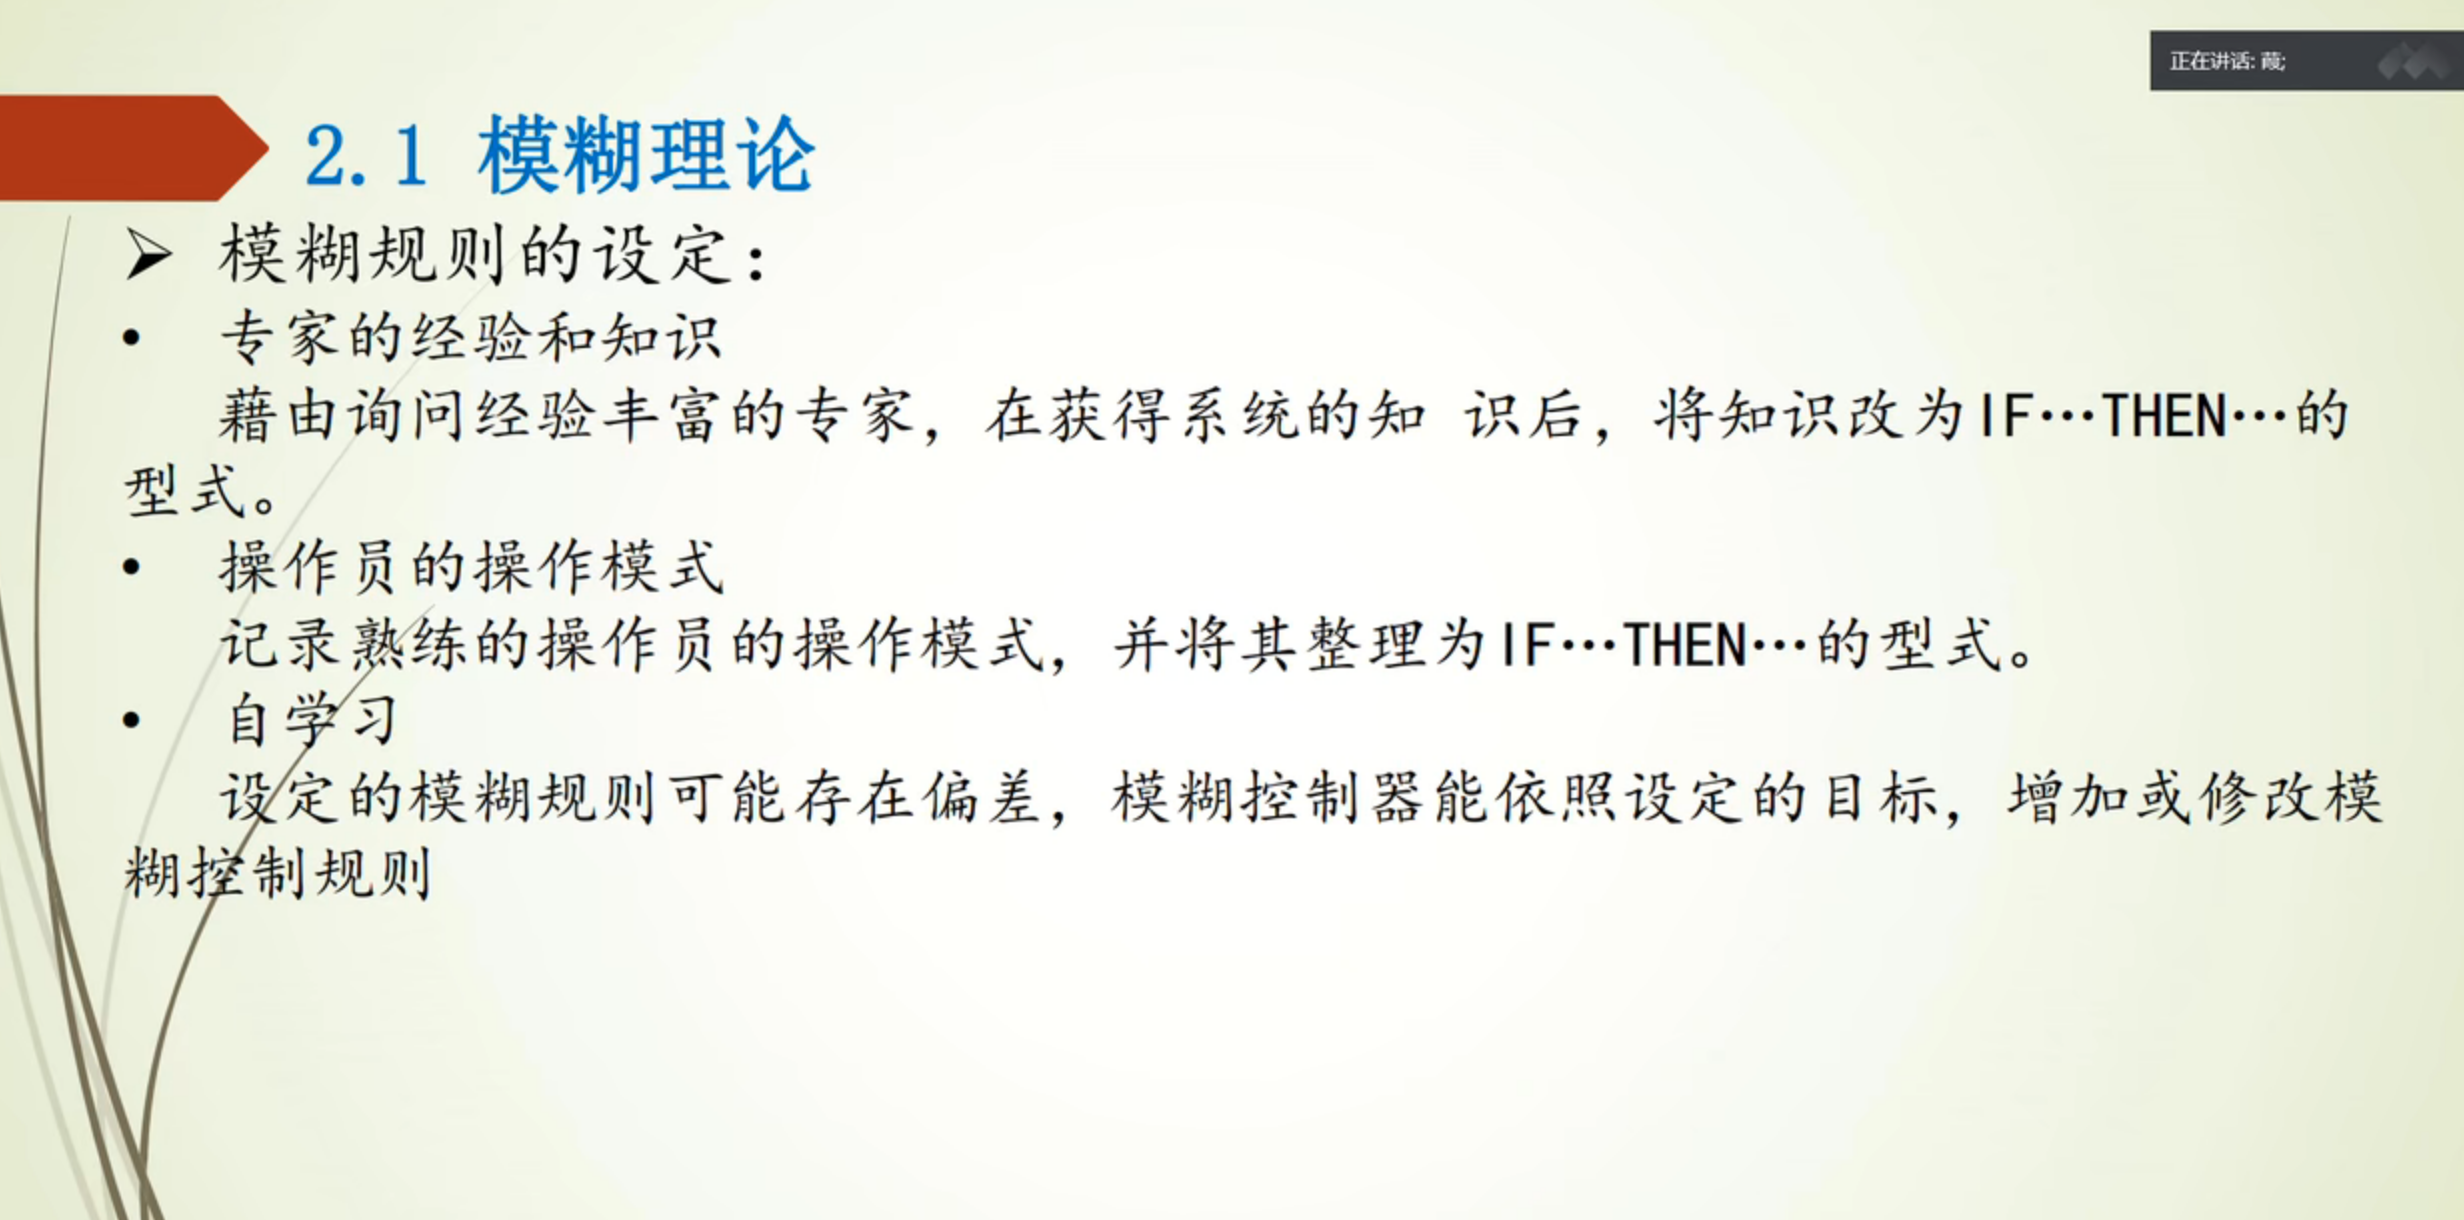 正在讲话: 葭;
2.1 模糊理论
➢ 模糊规则的设定：
• 专家的经验和知识
藉由询问经验丰富的专家，在获得系统的知 识后，将知识改为IF…THEN…的
型式。
• 操作员的操作模式
记录熟练的操作员的操作模式，并将其整理为IF…THEN…的型式。
• 自学习
设定的模糊规则可能存在偏差，模糊控制器能依照设定的目标，增加或修改模
糊控制规则